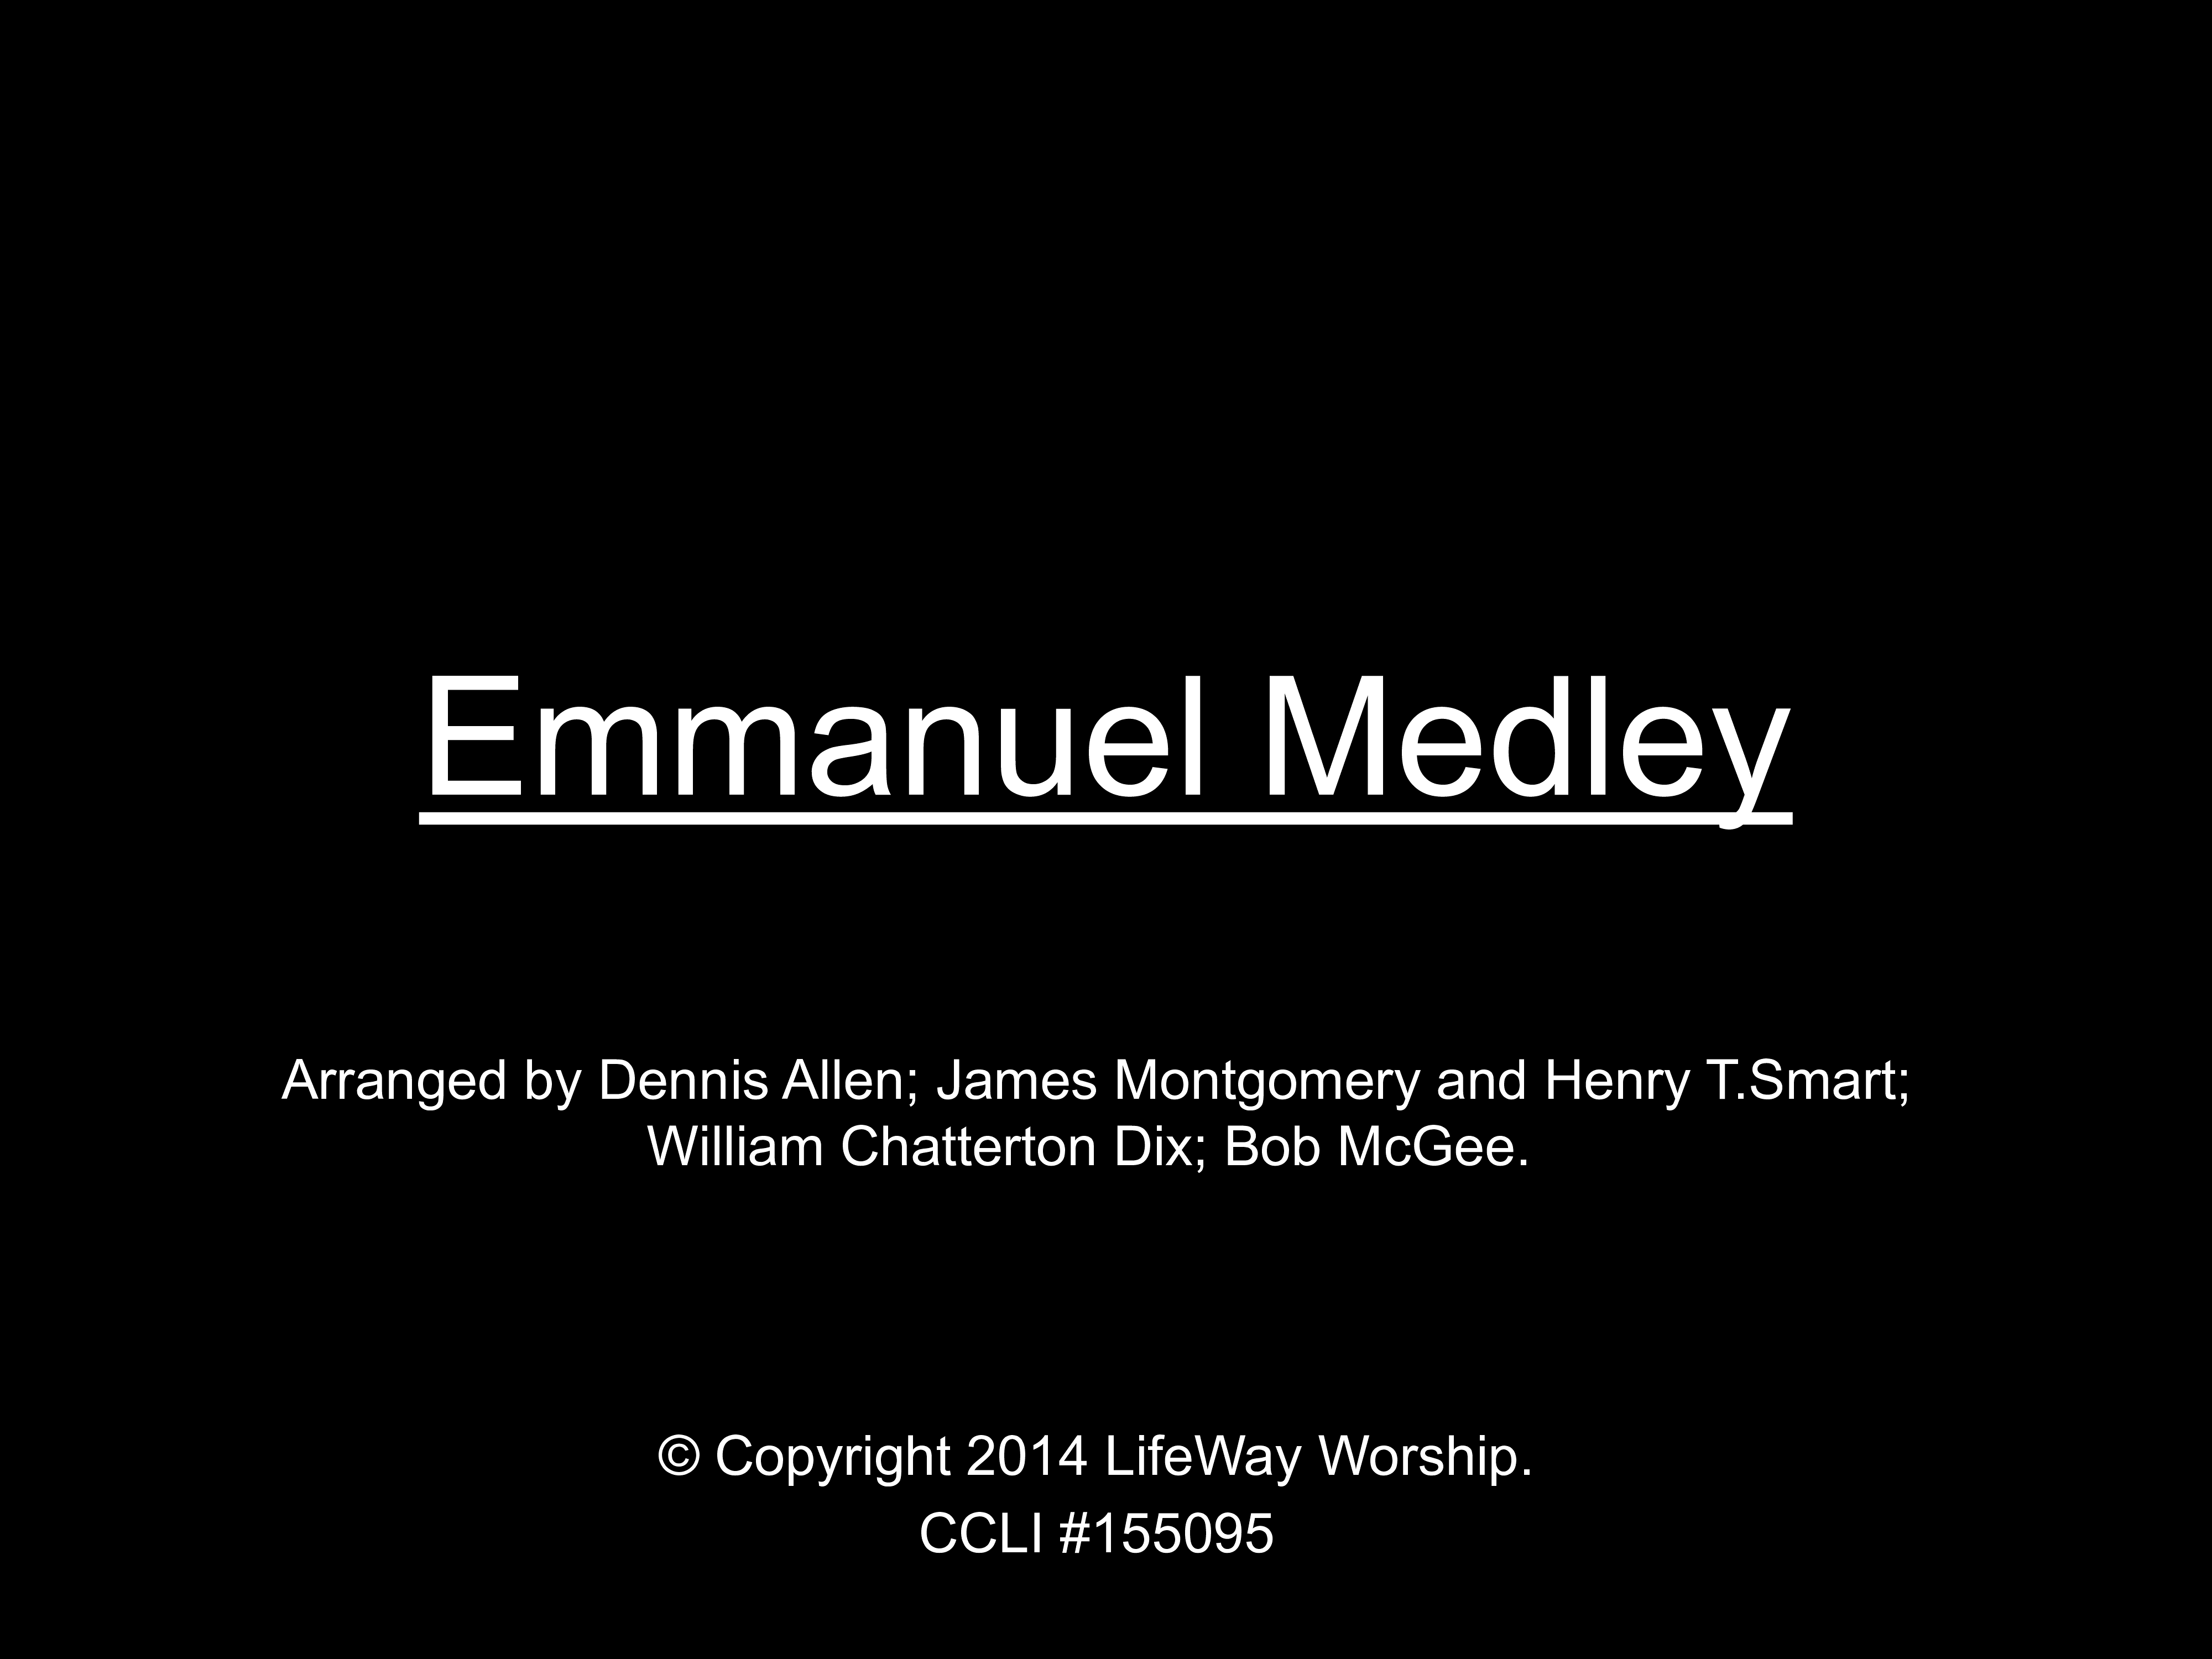 Emmanuel Medley
Arranged by Dennis Allen; James Montgomery and Henry T.Smart;
William Chatterton Dix; Bob McGee.
© Copyright 2014 LifeWay Worship.
CCLI #155095